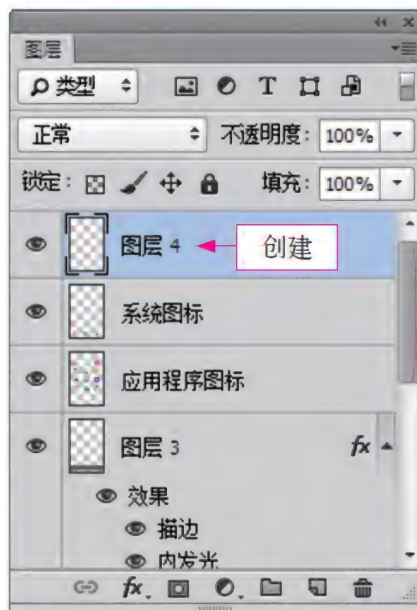 图层
类型
正常 不透明度: 100%
锁定: 填充: 100%
图层 4 创建
系统图标
应用程序图标
图层 3 fx
效果
描边
内发光
fx.